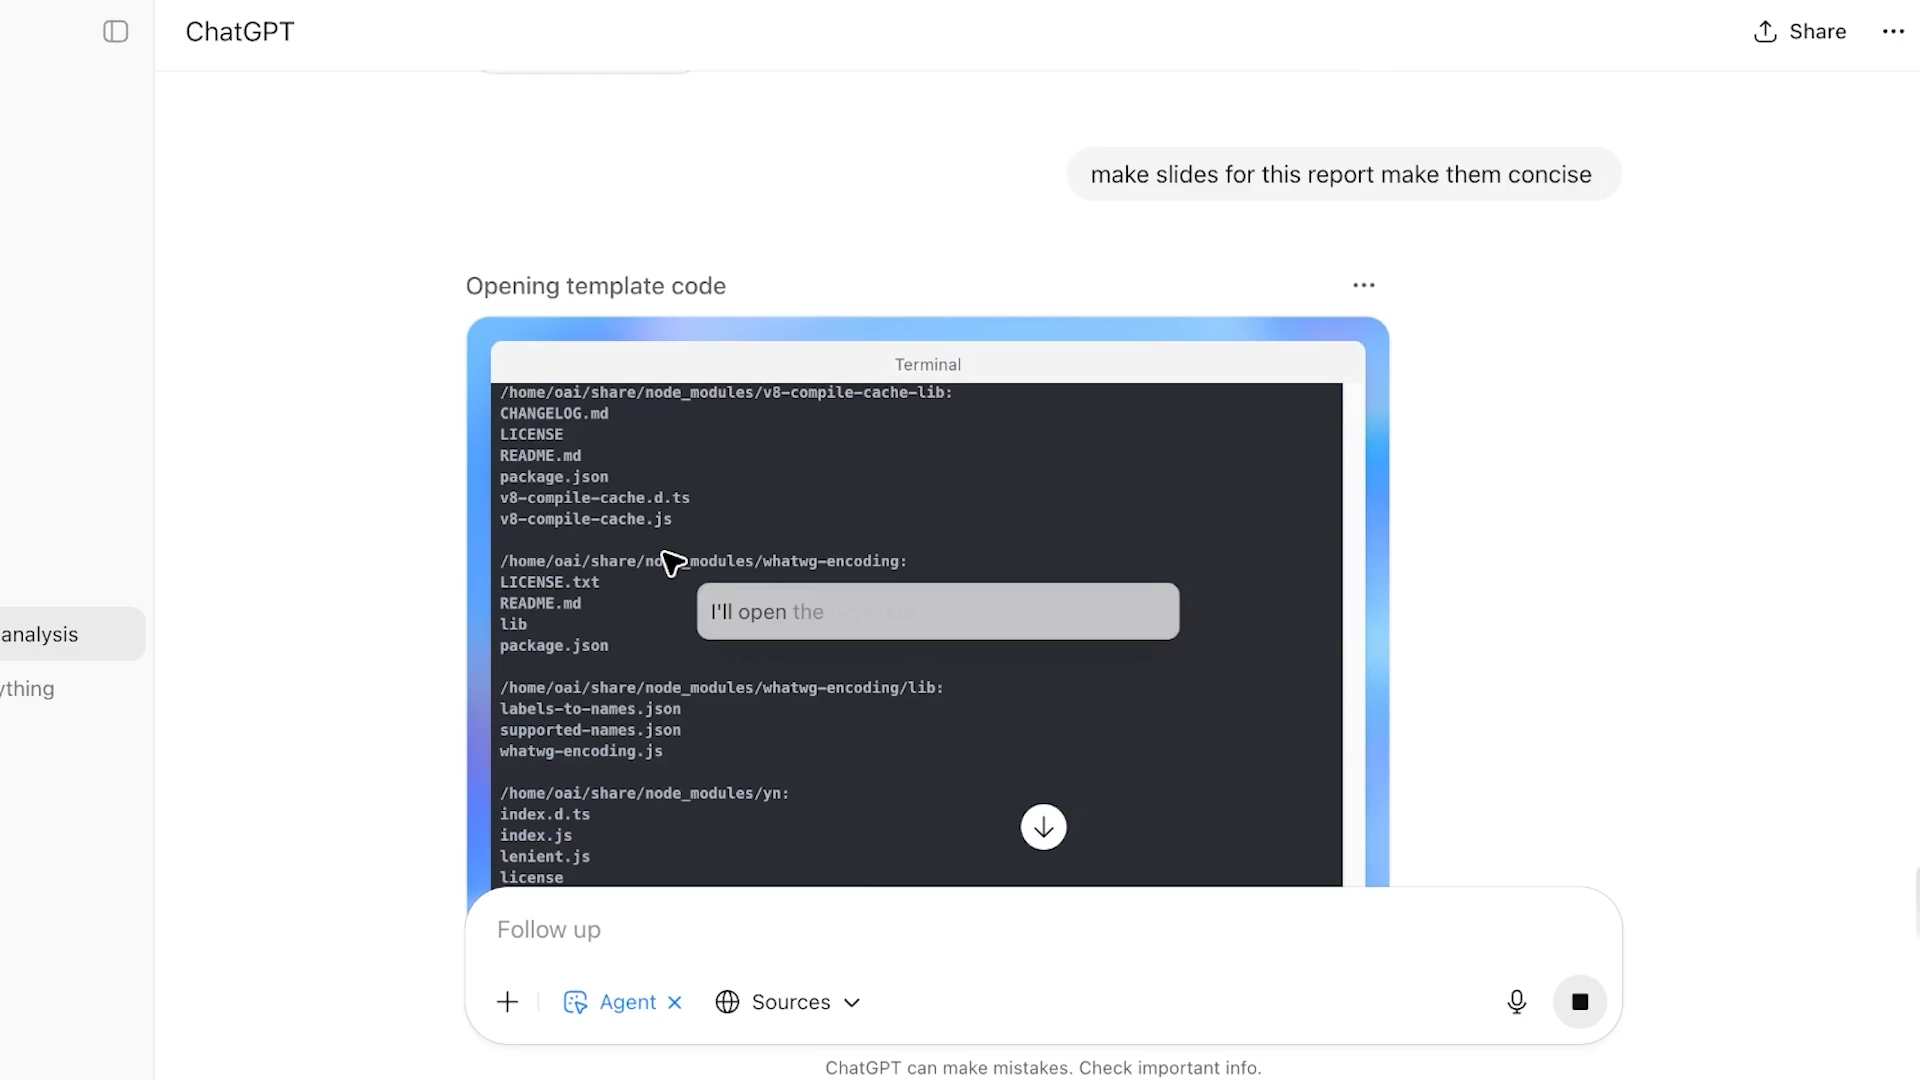 ChatGPT
Share
make slides for this report make them concise
Opening template code
Terminal
/home/oai/share/node_modules/v8-compile-cache-lib:
CHANGELOG.md
LICENSE
README.md
package.json
v8-compile-cache.d.ts
v8-compile-cache.js
/home/oai/share/node_modules/whatwg-encoding:
LICENSE.txt
README.md
I'll open the
lib
package.json
analysis
/home/oai/share/node_modules/whatwg-encoding/lib:
ything
labels-to-names.json
supported-names.json
whatwg-encoding.js
/home/oai/share/node_modules/yn:
index.d.ts
index.js
lenient.js
license
Follow up
Agent
Sources
ChatGPT can make mistakes. Check important info.